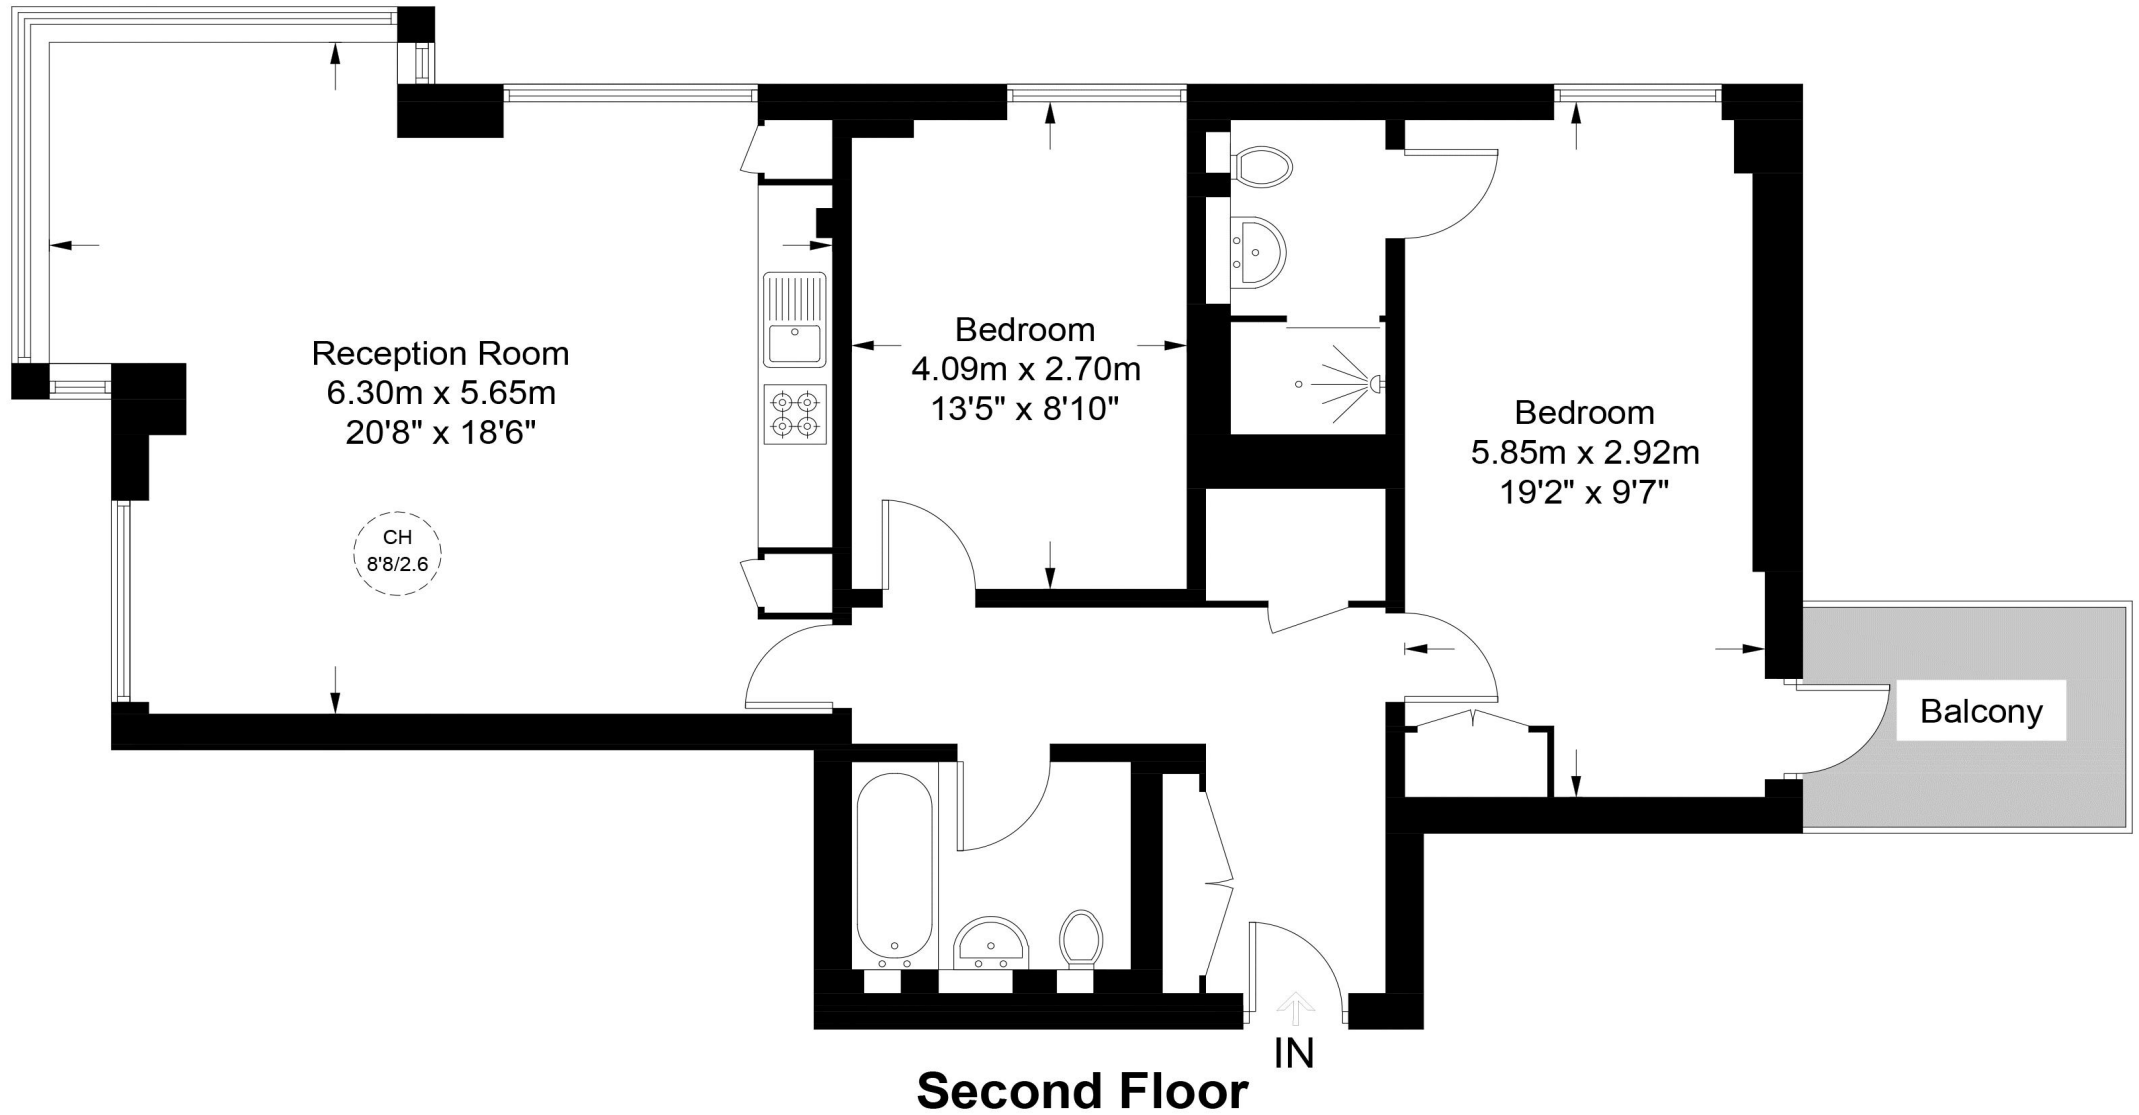 Reception Room
6.30m x 5.65m
20'8" x 18'6"
CH
8'8/2.6
Bedroom
4.09m x 2.70m
13'5" x 8'10"
Bedroom
5.85m x 2.92m
19'2" x 9'7"
Balcony
IN
Second Floor